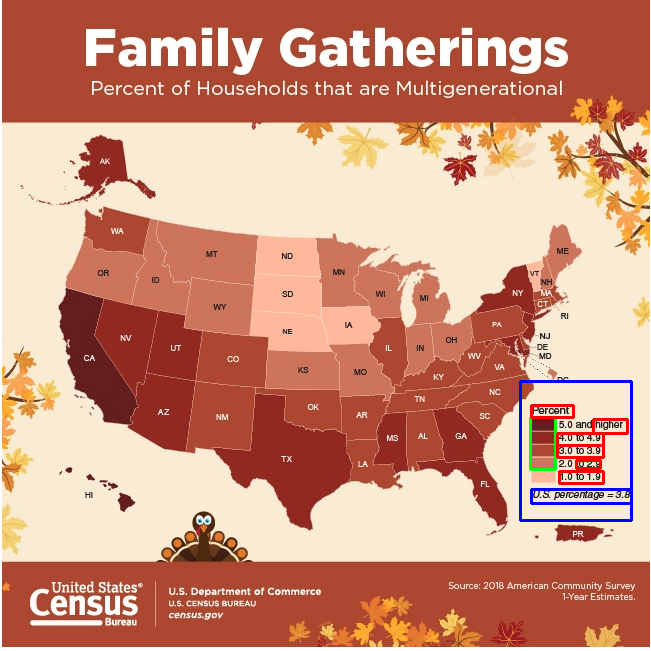 Family Gatherings
Percent of Households that are Multigenerational
AK
WA
MT
ND
MN
ME
OR
ID
WY
SD
WI
MI
VT
NH
NY
MA
CT
RI
NV
UT
CO
NE
IA
IL
IN
OH
PA
NJ
DE
MD
CA
KS
MO
KY
WV
VA
AZ
NM
OK
AR
TN
NC
SC
TX
LA
MS
AL
GA
FL
HI
PR
Percent
5.0 and higher
4.0 to 4.9
3.0 to 3.9
2.0 to 2.9
1.0 to 1.9
U.S. percentage = 3.8
United States®
Census
Bureau
U.S. Department of Commerce
U.S. CENSUS BUREAU
census.gov
Source: 2018 American Community Survey
1-Year Estimates.